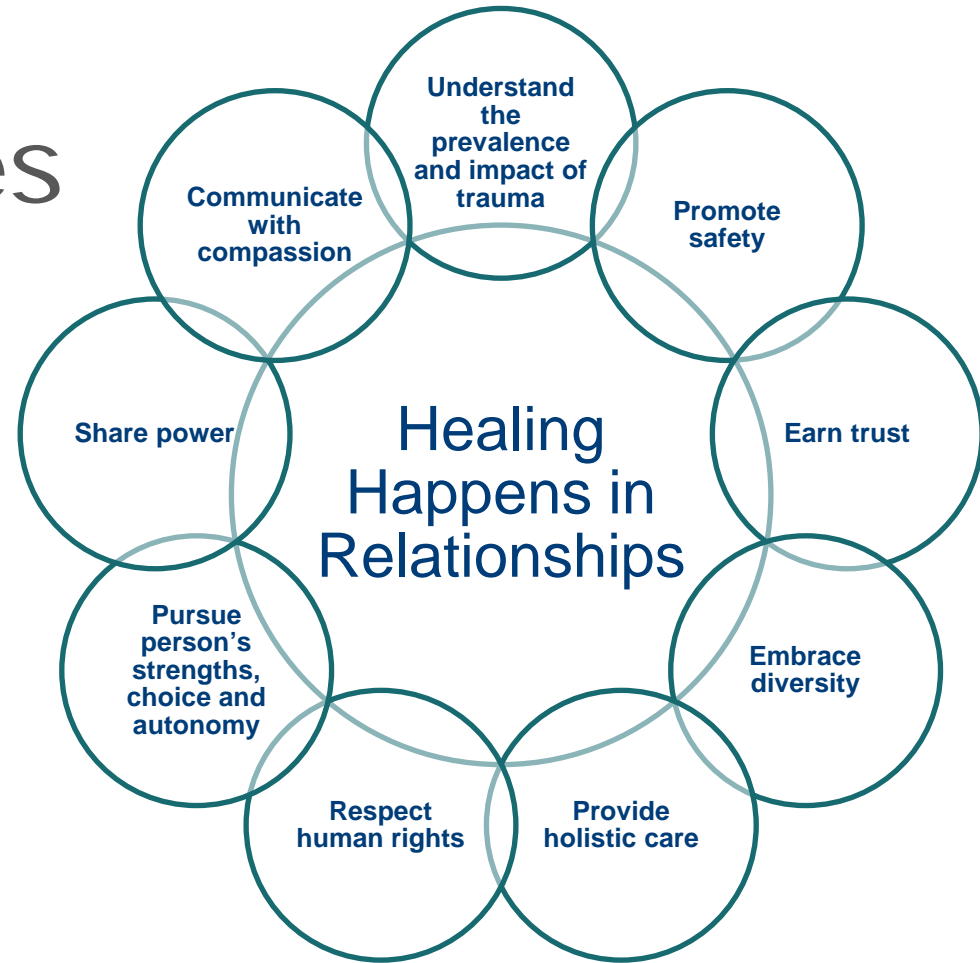 es
Understand
the
prevalence
and impact of
trauma
Promote
safety
Earn trust
Embrace
diversity
Provide
holistic care
Respect
human rights
Pursue
person’s
strengths,
choice and
autonomy
Share power
Communicate
with
compassion
Healing
Happens in
Relationships